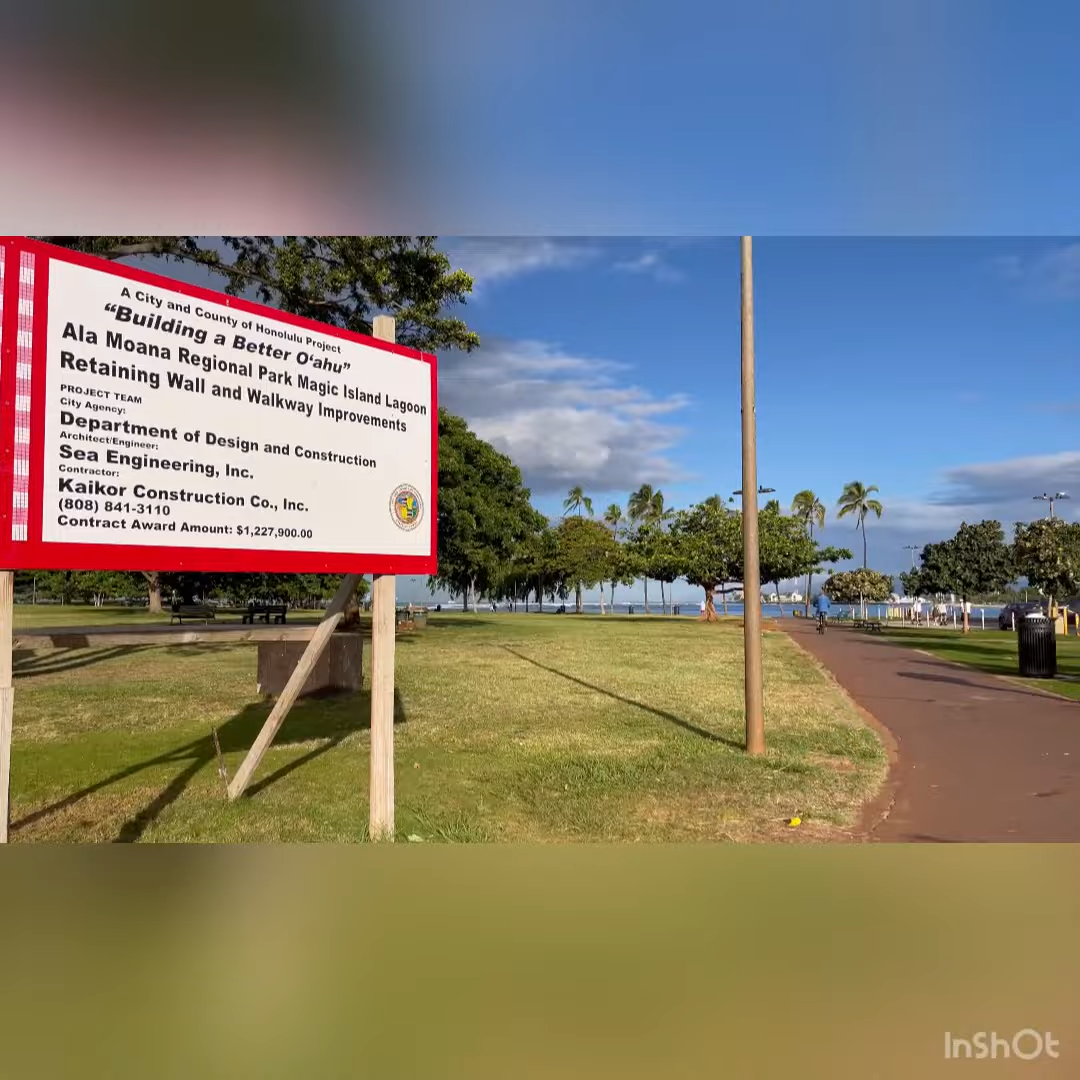 A City and County of Honolulu Project
“Building a Better Oʻahu”
Ala Moana Regional Park Magic Island Lagoon
Retaining Wall and Walkway Improvements
PROJECT TEAM
City Agency:
Department of Design and Construction
Architect/Engineer:
Sea Engineering, Inc.
Contractor:
Kaikor Construction Co., Inc.
(808) 841-3110
Contract Award Amount: $1,227,900.00
InShOt